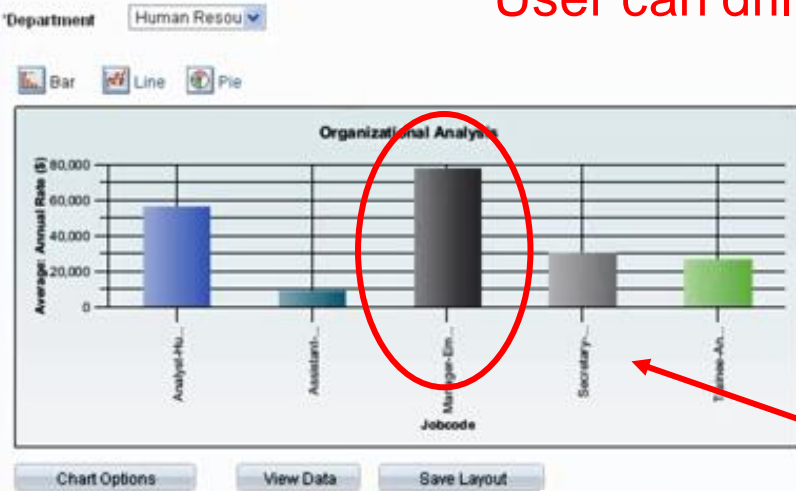 User can dril
*Department Human Resou
Bar Line Pie
Organizational Analysis
Average: Annual Rate ($)
80,000
60,000
40,000
20,000
0
Analyst-Hu...
Assistant-...
Manager-Em...
Secretary-...
Trainee-An...
Jobcode
Chart Options View Data Save Layout